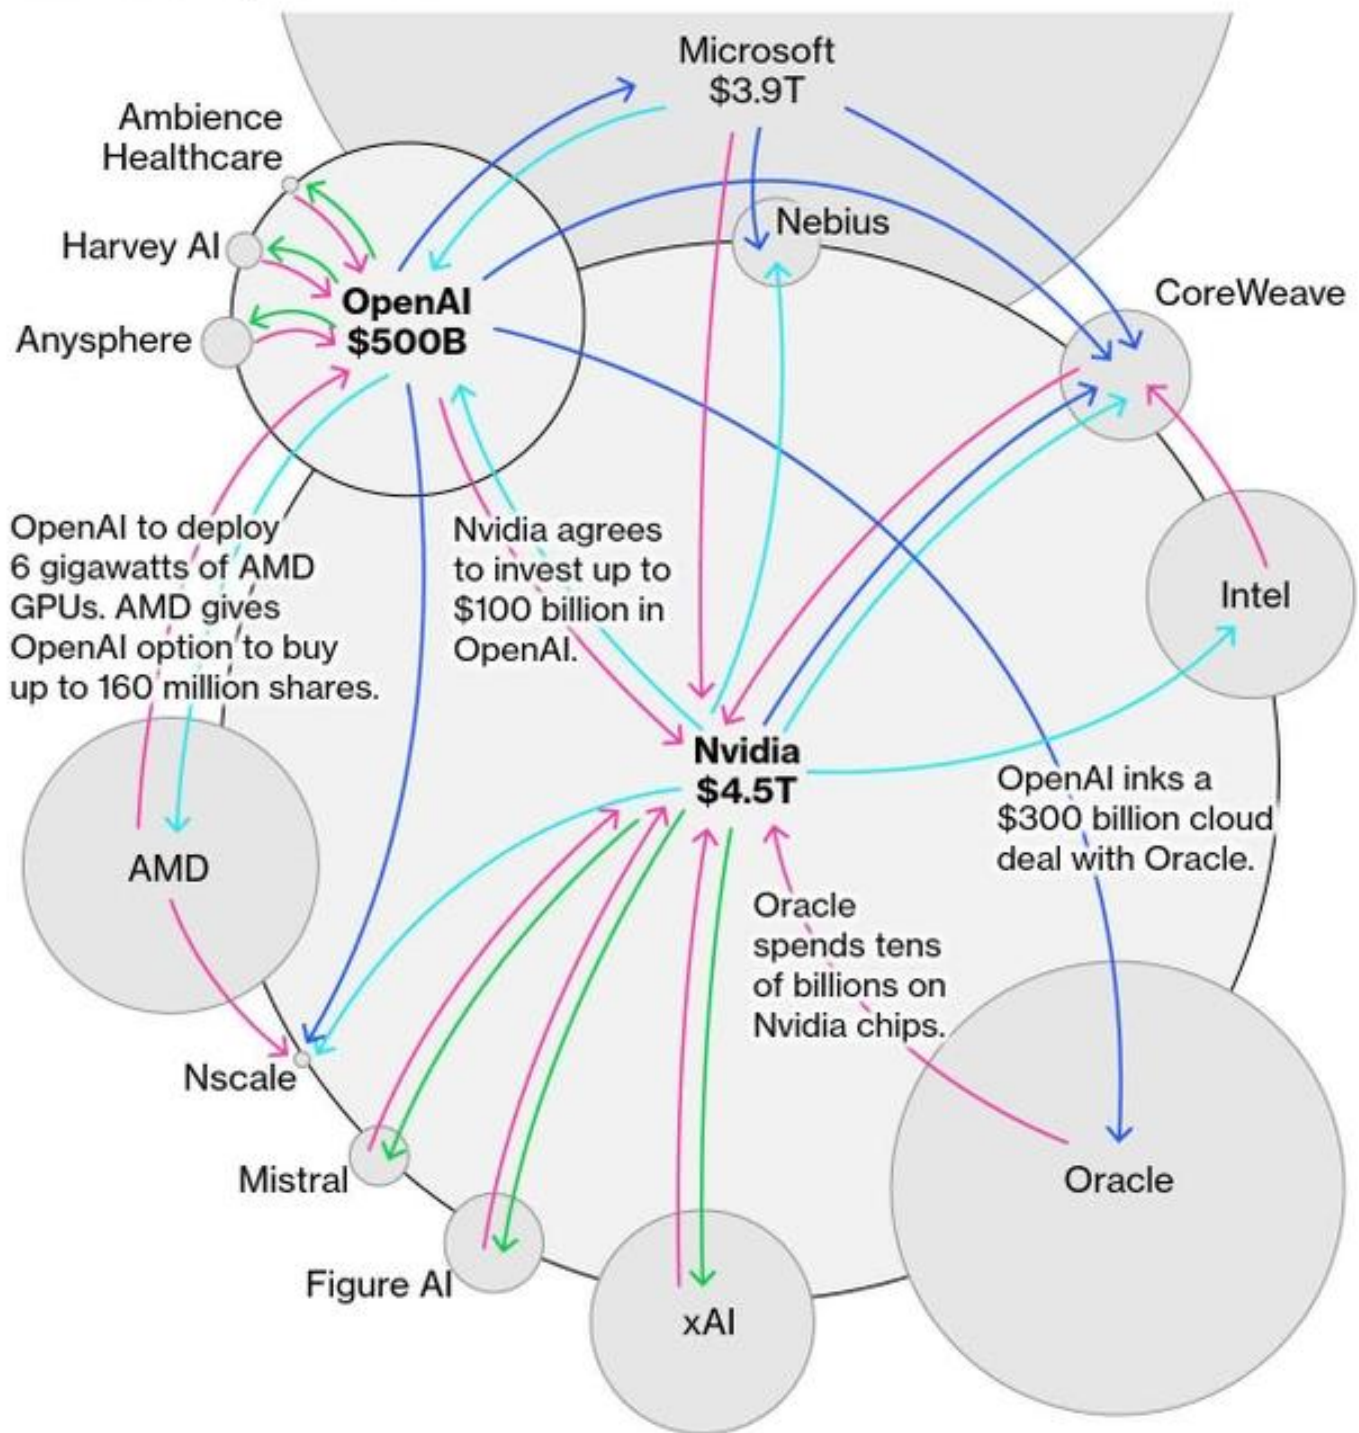 Microsoft
$3.9T
Ambience
Healthcare
Nebius
Harvey AI
CoreWeave
OpenAI
$500B
Anysphere
OpenAI to deploy
6 gigawatts of AMD
GPUs. AMD gives
OpenAI option to buy
up to 160 million shares.
Nvidia agrees
to invest up to
$100 billion in
OpenAI.
Intel
Nvidia
$4.5T
OpenAI inks a
$300 billion cloud
deal with Oracle.
AMD
Oracle
spends tens
of billions on
Nvidia chips.
Nscale
Mistral
Oracle
Figure AI
xAI